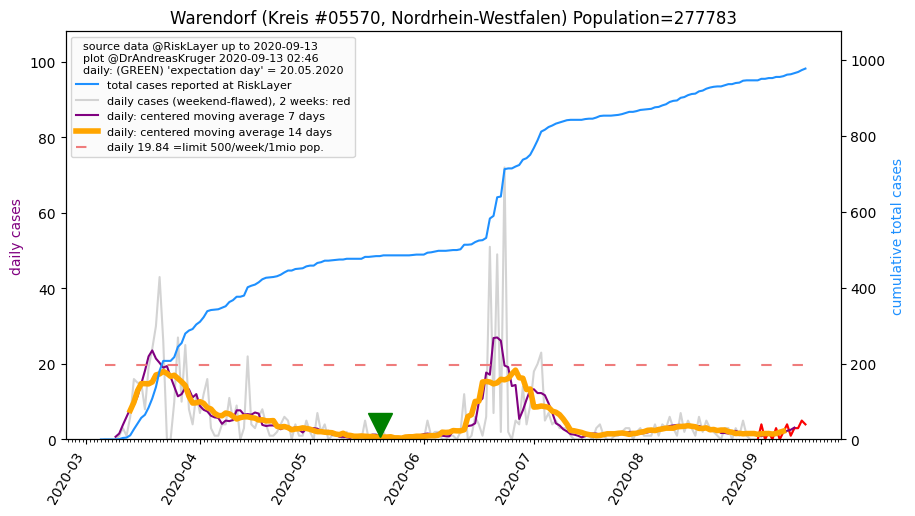 Warendorf (Kreis #05570, Nordrhein-Westfalen) Population=277783
source data @RiskLayer up to 2020-09-13
plot @DrAndreasKruger 2020-09-13 02:46
daily: (GREEN) 'expectation day' = 20.05.2020
total cases reported at RiskLayer
daily cases (weekend-flawed), 2 weeks: red
daily: centered moving average 7 days
daily: centered moving average 14 days
daily 19.84 =limit 500/week/1mio pop.
daily cases
100
80
60
40
20
0
cumulative total cases
1000
800
600
400
200
0
2020-03
2020-04
2020-05
2020-06
2020-07
2020-08
2020-09